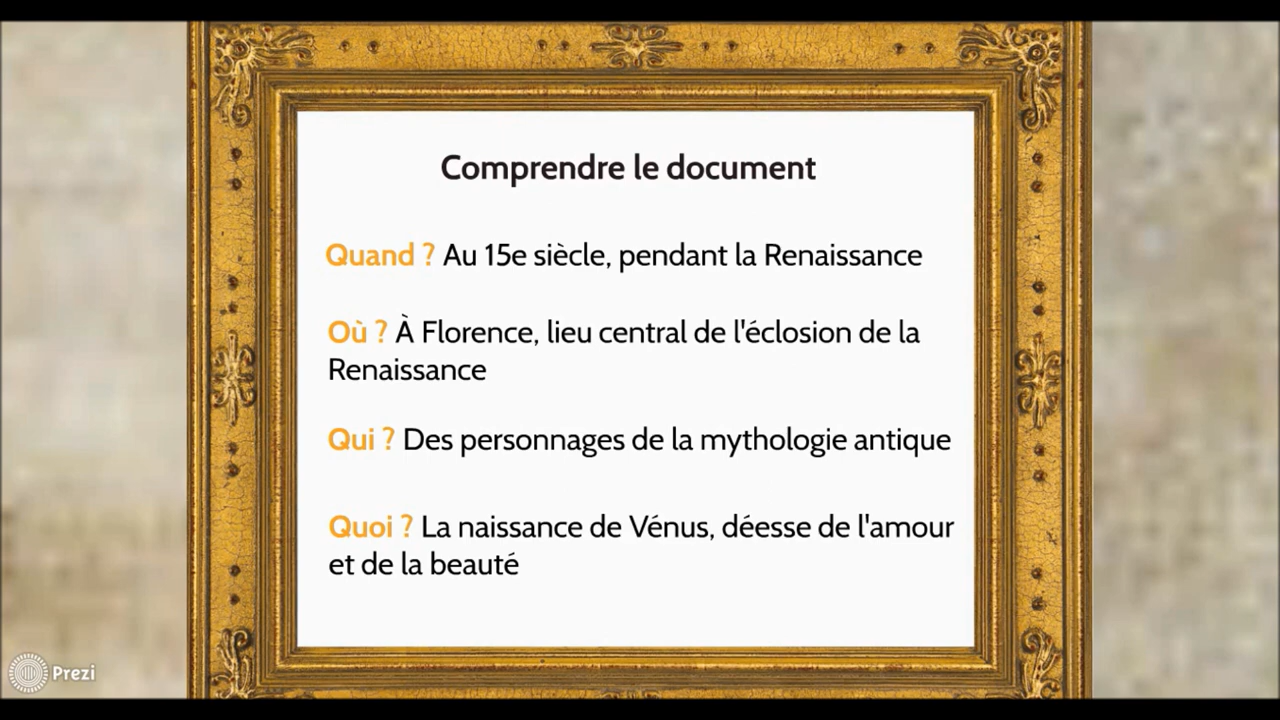 Comprendre le document
Quand ? Au 15e siècle, pendant la Renaissance
Où ? À Florence, lieu central de l'éclosion de la
Renaissance
Qui ? Des personnages de la mythologie antique
Quoi ? La naissance de Vénus, déesse de l'amour
et de la beauté
Prezi